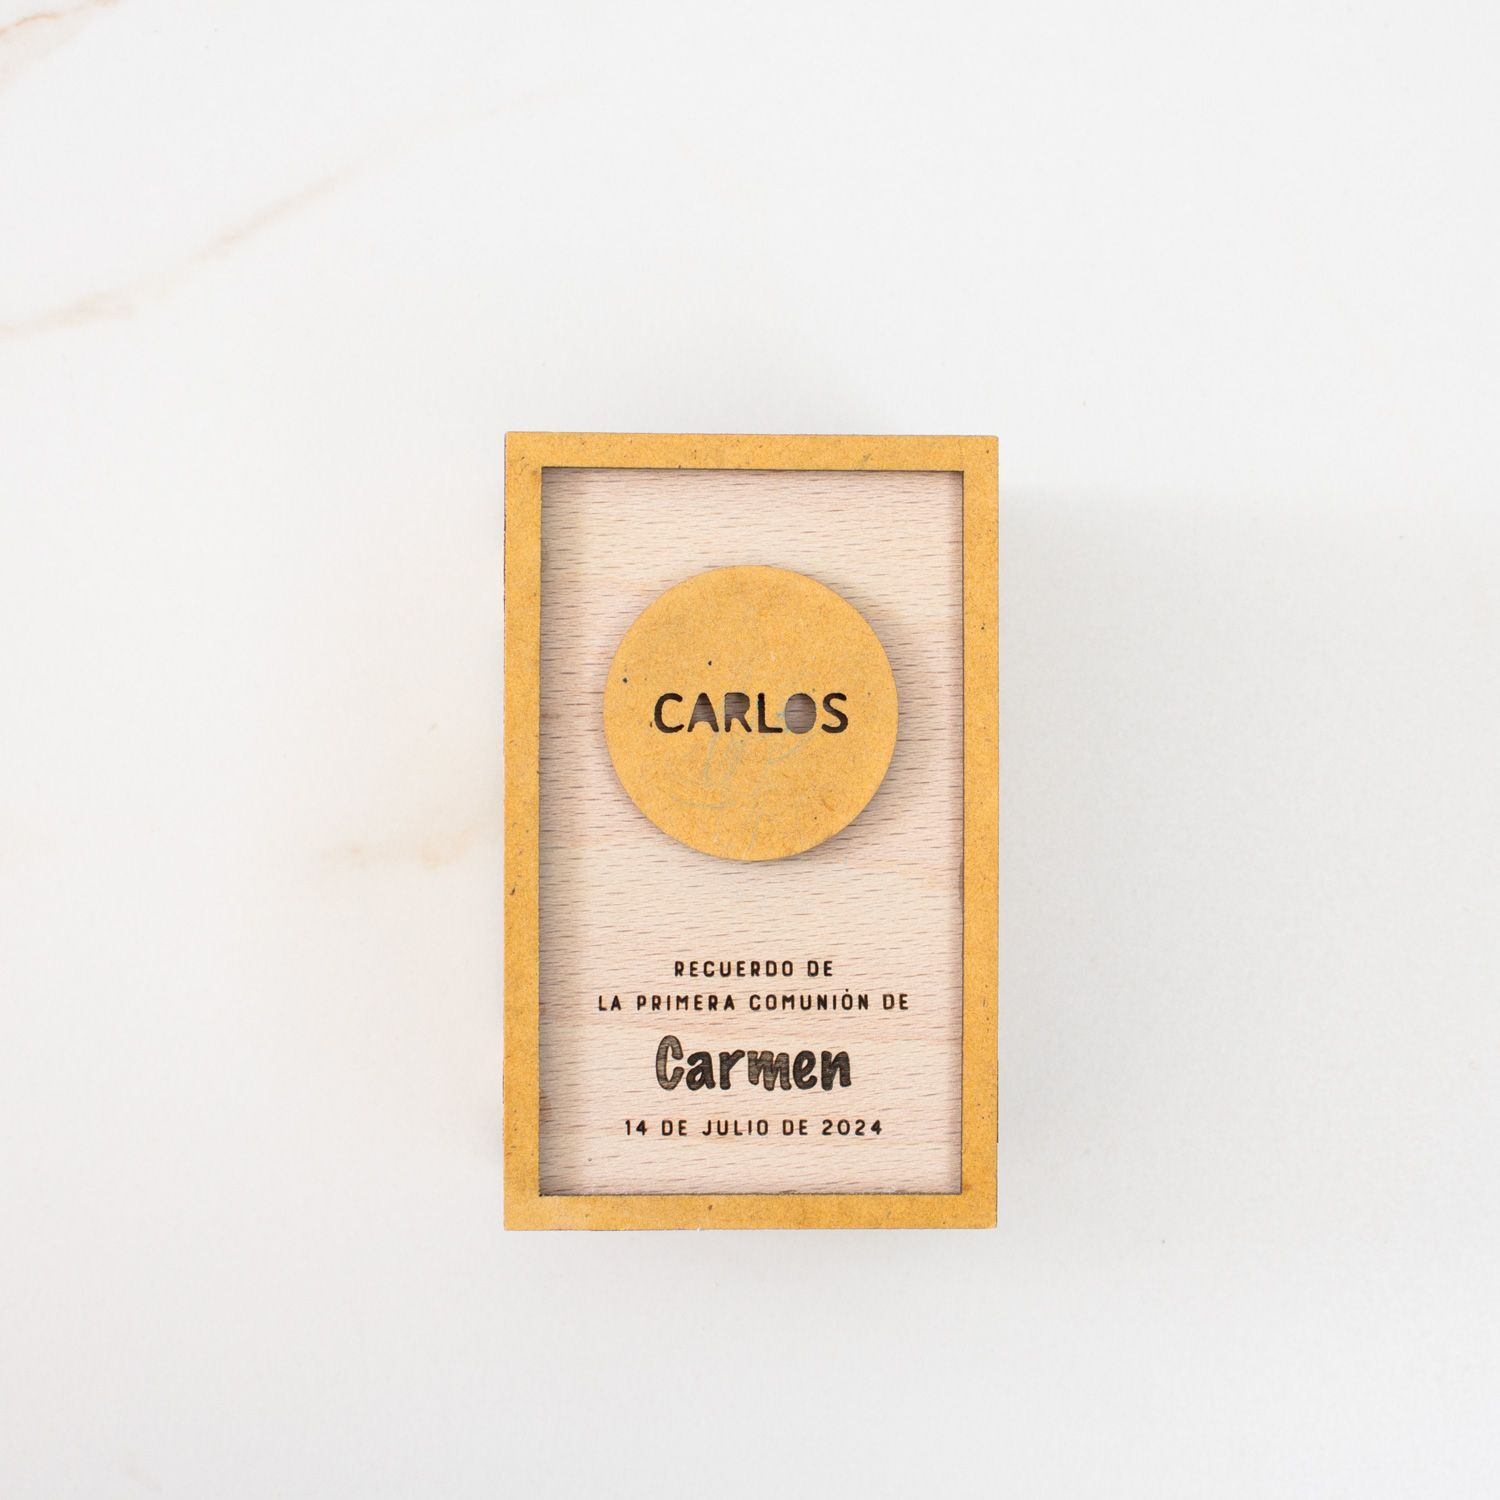 CARLOS
RECUERDO DE
LA PRIMERA COMUNIÓN DE
Carmen
14 DE JULIO DE 2024